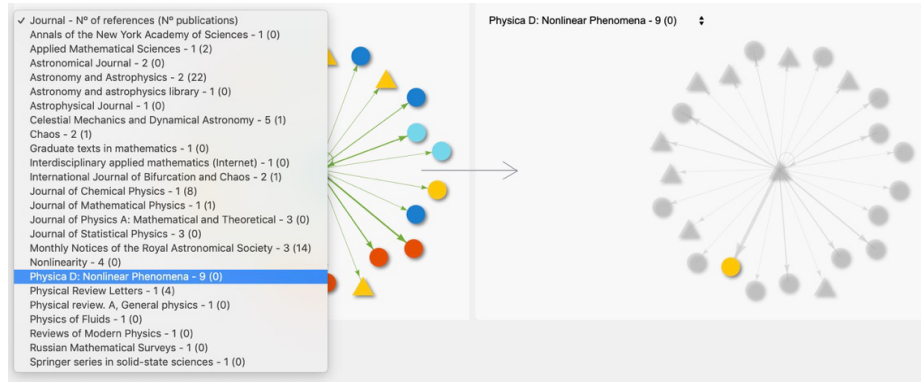 ✓ Journal - Nº of references (Nº publications)
Annals of the New York Academy of Sciences - 1 (0)
Applied Mathematical Sciences - 1 (2)
Astronomical Journal - 2 (0)
Astronomy and Astrophysics - 2 (22)
Astronomy and astrophysics library - 1 (0)
Astrophysical Journal - 1 (0)
Celestial Mechanics and Dynamical Astronomy - 5 (1)
Chaos - 2 (1)
Graduate texts in mathematics - 1 (0)
Interdisciplinary applied mathematics (Internet) - 1 (0)
International Journal of Bifurcation and Chaos - 2 (1)
Journal of Chemical Physics - 1 (8)
Journal of Mathematical Physics - 1 (1)
Journal of Physics A: Mathematical and Theoretical - 3 (0)
Journal of Statistical Physics - 3 (0)
Monthly Notices of the Royal Astronomical Society - 3 (14)
Nonlinearity - 4 (0)
Physica D: Nonlinear Phenomena - 9 (0)
Physical Review Letters - 1 (4)
Physical review. A, General physics - 1 (0)
Physics of Fluids - 1 (0)
Reviews of Modern Physics - 1 (0)
Russian Mathematical Surveys - 1 (0)
Springer series in solid-state sciences - 1 (0)
Physica D: Nonlinear Phenomena - 9 (0)